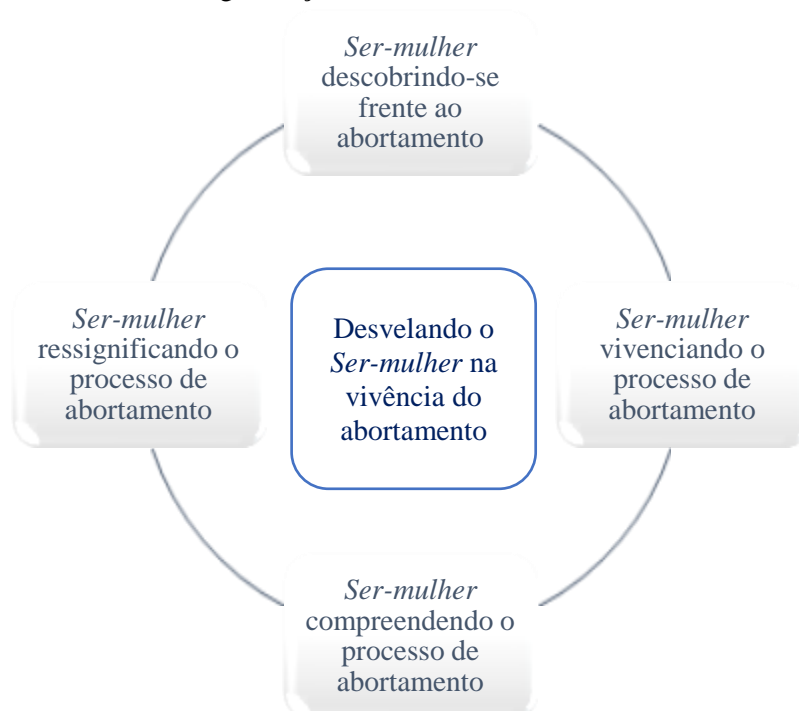 Ser-mulher
descobrindo-se
frente ao
abortamento
Ser-mulher
ressignificando o
processo de
abortamento
Desvelando o
Ser-mulher na
vivência do
abortamento
Ser-mulher
vivenciando o
processo de
abortamento
Ser-mulher
compreendendo o
processo de
abortamento